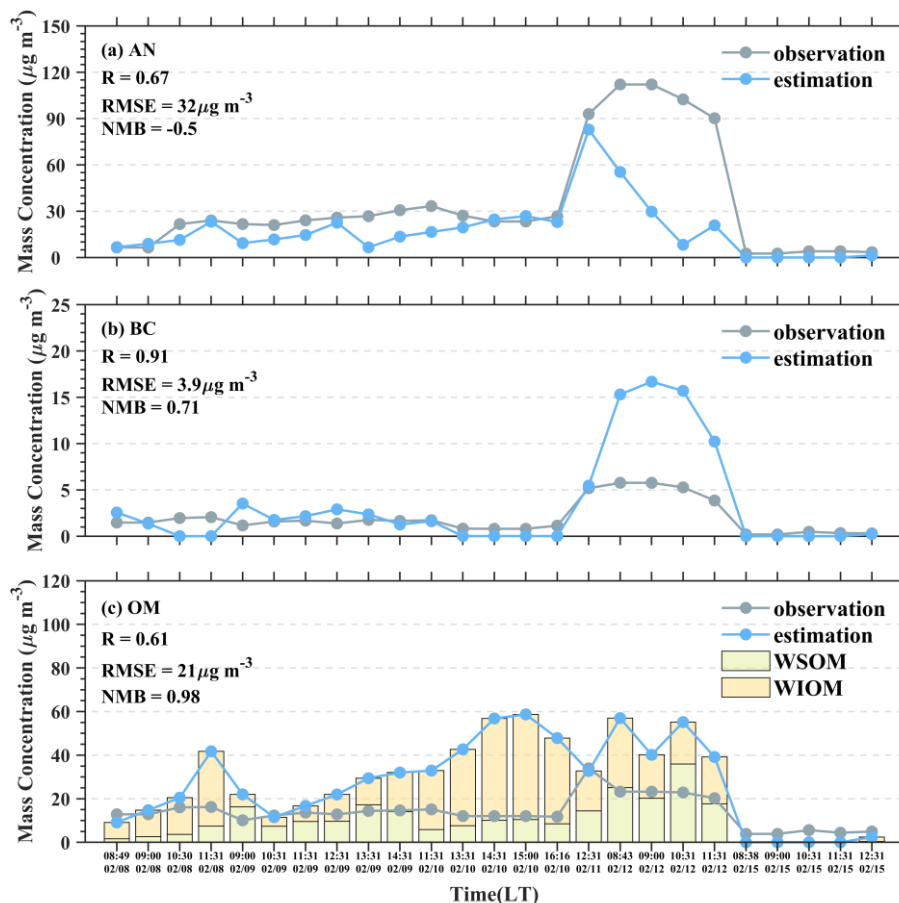 Mass Concentration (μg m⁻³)
150
120
90
60
30
0
(a) AN
R = 0.67
RMSE = 32μg m⁻³
NMB = -0.5
observation
estimation
Mass Concentration (μg m⁻³)
25
20
15
10
5
0
(b) BC
R = 0.91
RMSE = 3.9μg m⁻³
NMB = 0.71
observation
estimation
Mass Concentration (μg m⁻³)
120
100
80
60
40
20
0
(c) OM
R = 0.61
RMSE = 21μg m⁻³
NMB = 0.98
observation
estimation
WSOM
WIOM
08:49 09:00 10:30 11:31 09:00 10:31 11:31 12:31 13:31 14:31 11:31 13:31 14:31 15:00 16:16 12:31 08:43 09:00 10:31 11:31 08:38 09:00 10:31 11:31 12:31
02/08 02/08 02/08 02/08 02/09 02/09 02/09 02/09 02/09 02/09 02/10 02/10 02/10 02/10 02/10 02/11 02/12 02/12 02/12 02/12 02/15 02/15 02/15 02/15 02/15
Time(LT)